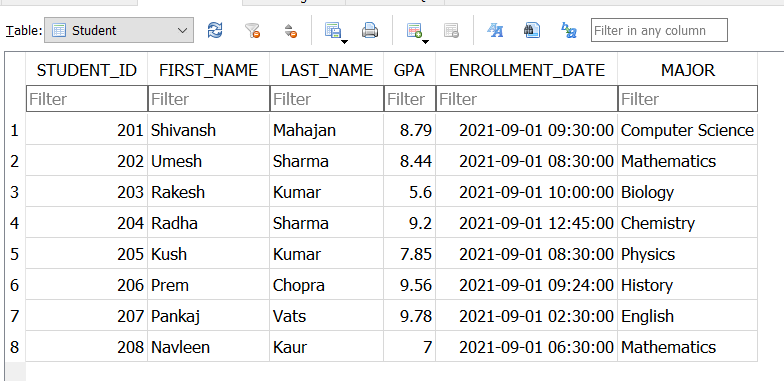 Table: Student Filter in any column
STUDENT_ID FIRST_NAME LAST_NAME GPA ENROLLMENT_DATE MAJOR
Filter Filter Filter Filter Filter Filter
1 201 Shivansh Mahajan 8.79 2021-09-01 09:30:00 Computer Science
2 202 Umesh Sharma 8.44 2021-09-01 08:30:00 Mathematics
3 203 Rakesh Kumar 5.6 2021-09-01 10:00:00 Biology
4 204 Radha Sharma 9.2 2021-09-01 12:45:00 Chemistry
5 205 Kush Kumar 7.85 2021-09-01 08:30:00 Physics
6 206 Prem Chopra 9.56 2021-09-01 09:24:00 History
7 207 Pankaj Vats 9.78 2021-09-01 02:30:00 English
8 208 Navleen Kaur 7 2021-09-01 06:30:00 Mathematics